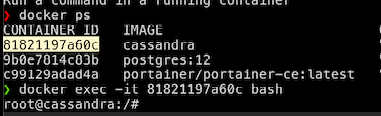 Run a command in a running container
❯ docker ps
CONTAINER ID IMAGE
81821197a60c cassandra
9b0e7814c83b postgres:12
c99129adad4a portainer/portainer-ce:latest
❯ docker exec -it 81821197a60c bash
root@cassandra:/#